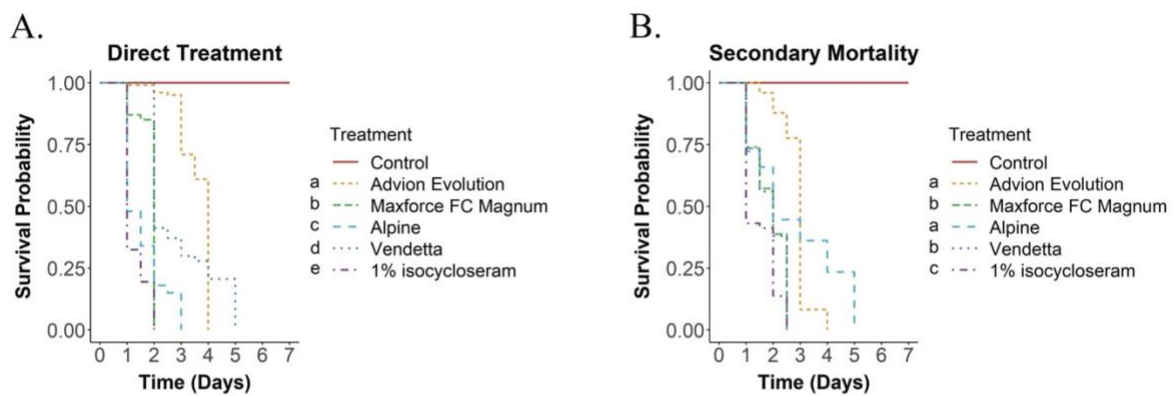 A.
Direct Treatment
Survival Probability
1.00
0.75
0.50
0.25
0.00
0 1 2 3 4 5 6 7
Time (Days)
Treatment
Control
a Advion Evolution
b Maxforce FC Magnum
c Alpine
d Vendetta
e 1% isocycloseram
B.
Secondary Mortality
Survival Probability
1.00
0.75
0.50
0.25
0.00
0 1 2 3 4 5 6 7
Time (Days)
Treatment
Control
a Advion Evolution
b Maxforce FC Magnum
a Alpine
b Vendetta
c 1% isocycloseram